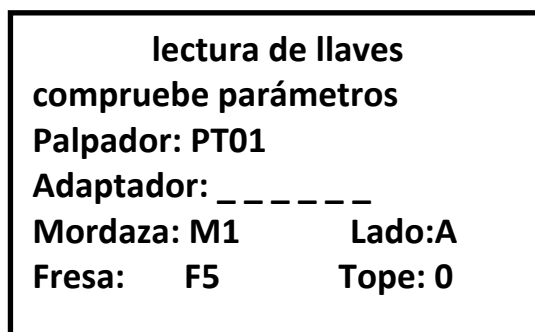 lectura de llaves
compruebe parámetros
Palpador: PT01
Adaptador: _ _ _ _ _ _
Mordaza: M1 Lado:A
Fresa: F5 Tope: 0